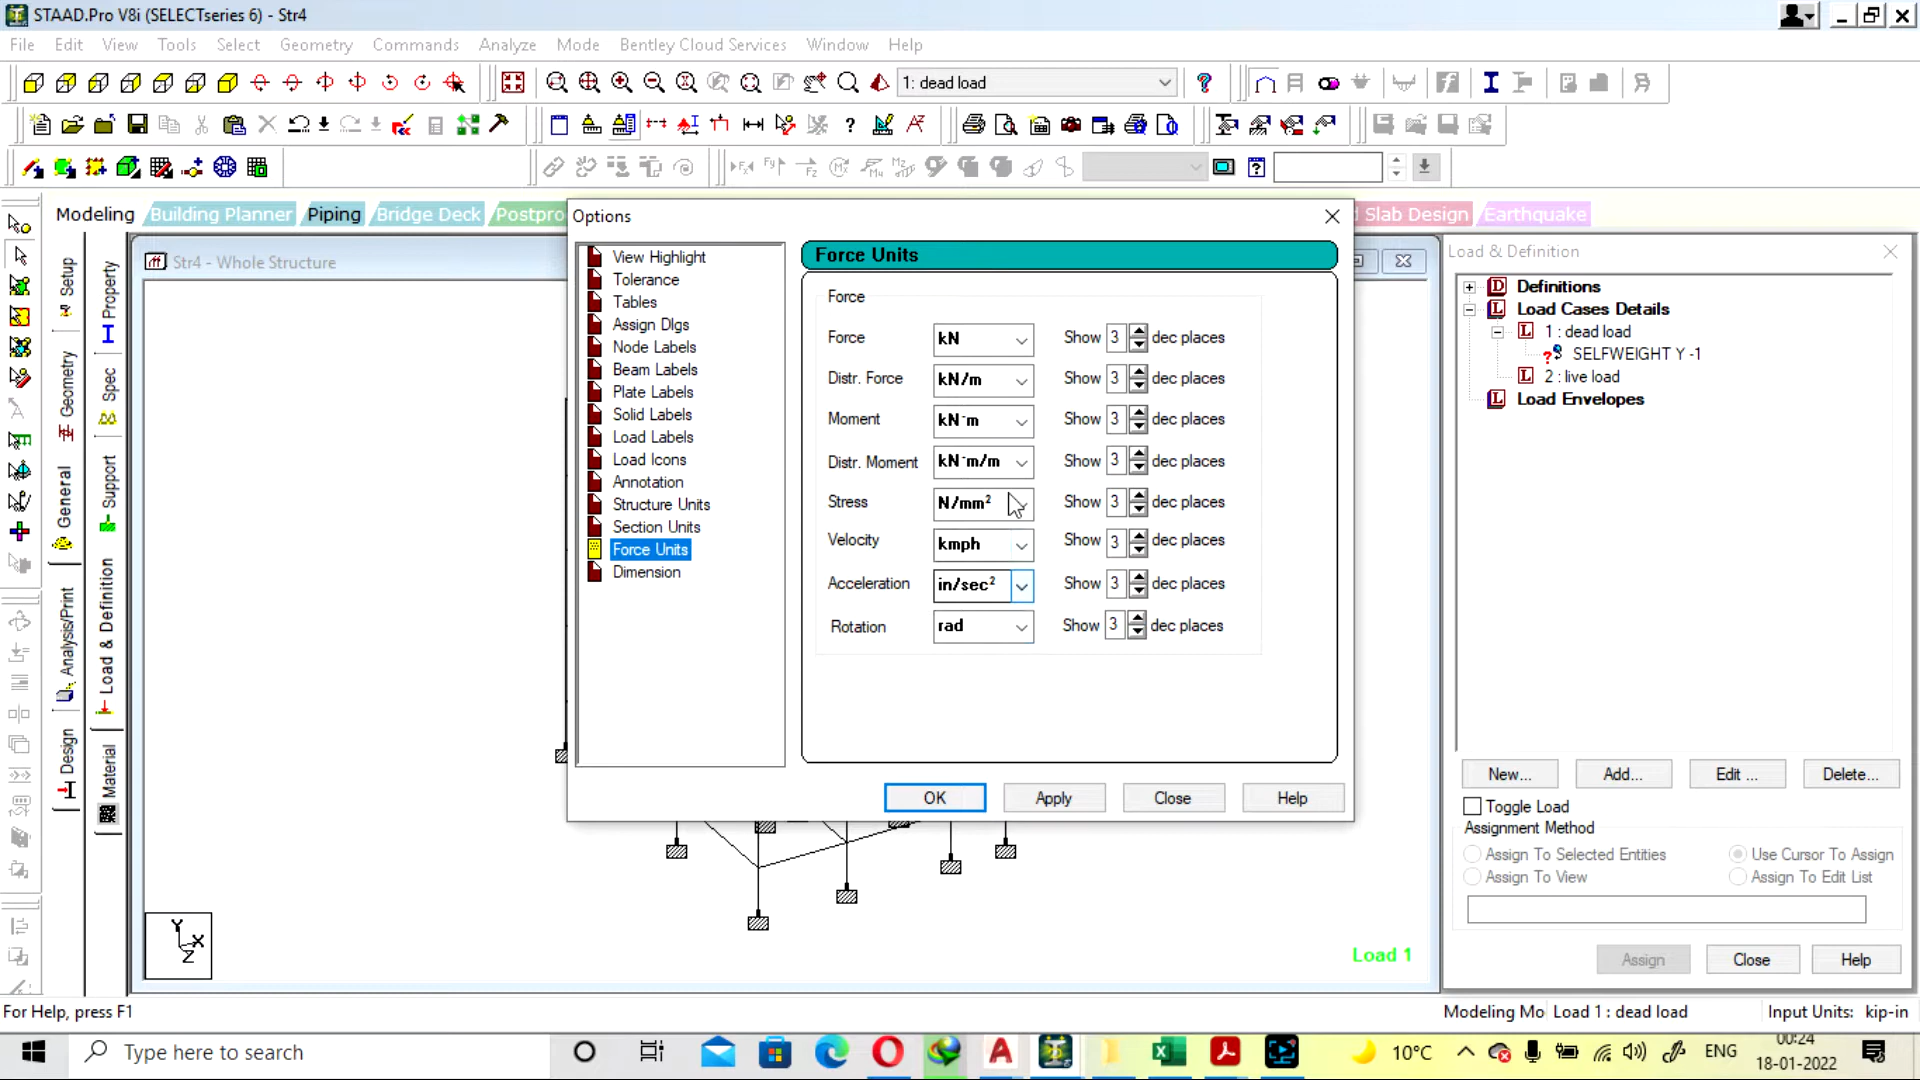 STAAD.Pro V8i (SELECTseries 6) - Str4
File Edit View Tools Select Geometry Commands Analyze Mode Bentley Cloud Services Window Help
1: dead load
Modeling Building Planner Piping Bridge Deck Postpro
d Slab Design Earthquake
Setup
Geometry
General
Analysis/Print
Design
Property
Spec
Support
Load & Definition
Material
Str4 - Whole Structure
Options
View Highlight
Tolerance
Tables
Assign Dlgs
Node Labels
Beam Labels
Plate Labels
Solid Labels
Load Labels
Load Icons
Annotation
Structure Units
Section Units
Force Units
Dimension
Force Units
Force
Force kN Show 3 dec places
Distr. Force kN/m Show 3 dec places
Moment kN-m Show 3 dec places
Distr. Moment kN-m/m Show 3 dec places
Stress N/mm² Show 3 dec places
Velocity kmph Show 3 dec places
Acceleration in/sec² Show 3 dec places
Rotation rad Show 3 dec places
OK Apply Close Help
Load & Definition
Definitions
Load Cases Details
1 : dead load
SELFWEIGHT Y -1
2 : live load
Load Envelopes
New... Add... Edit ... Delete...
Toggle Load
Assignment Method
Assign To Selected Entities Use Cursor To Assign
Assign To View Assign To Edit List
Assign Close Help
Y
X
Z
Load 1
For Help, press F1
Modeling Mo Load 1 : dead load Input Units: kip-in
Type here to search
10°C ENG
00:24
18-01-2022